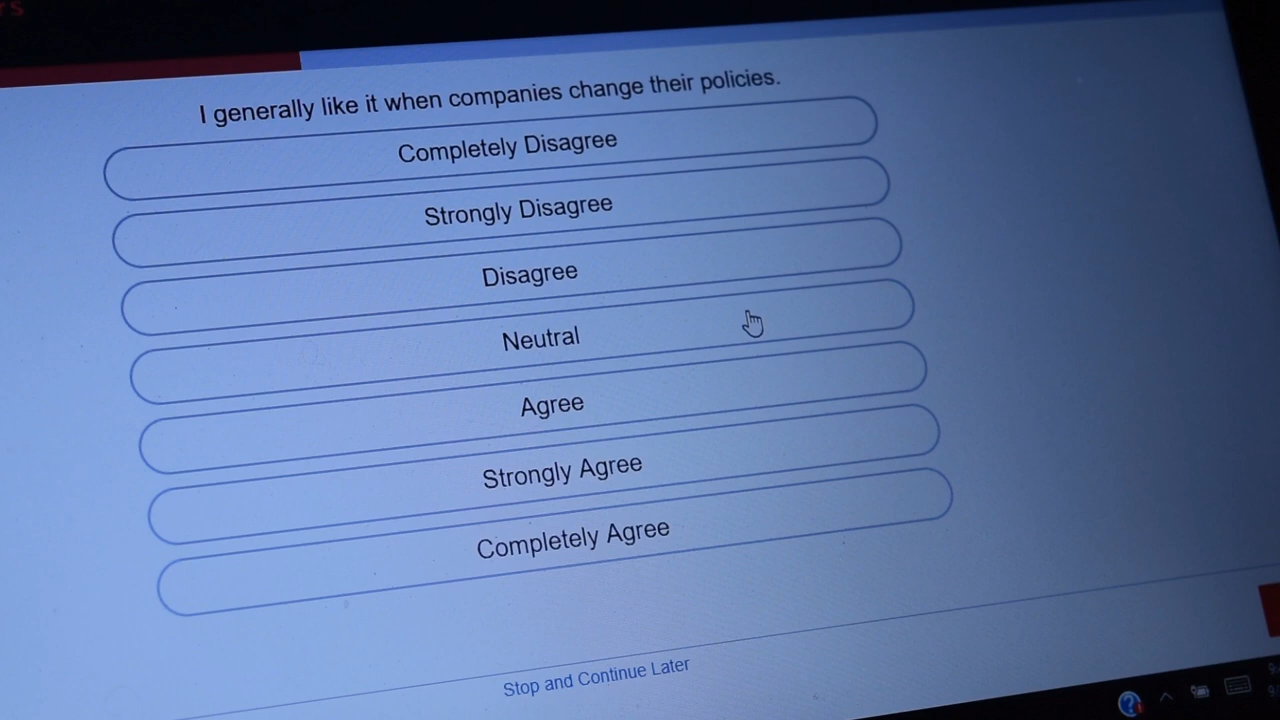 rs
I generally like it when companies change their policies.
Completely Disagree
Strongly Disagree
Disagree
Neutral
Agree
Strongly Agree
Completely Agree
Stop and Continue Later